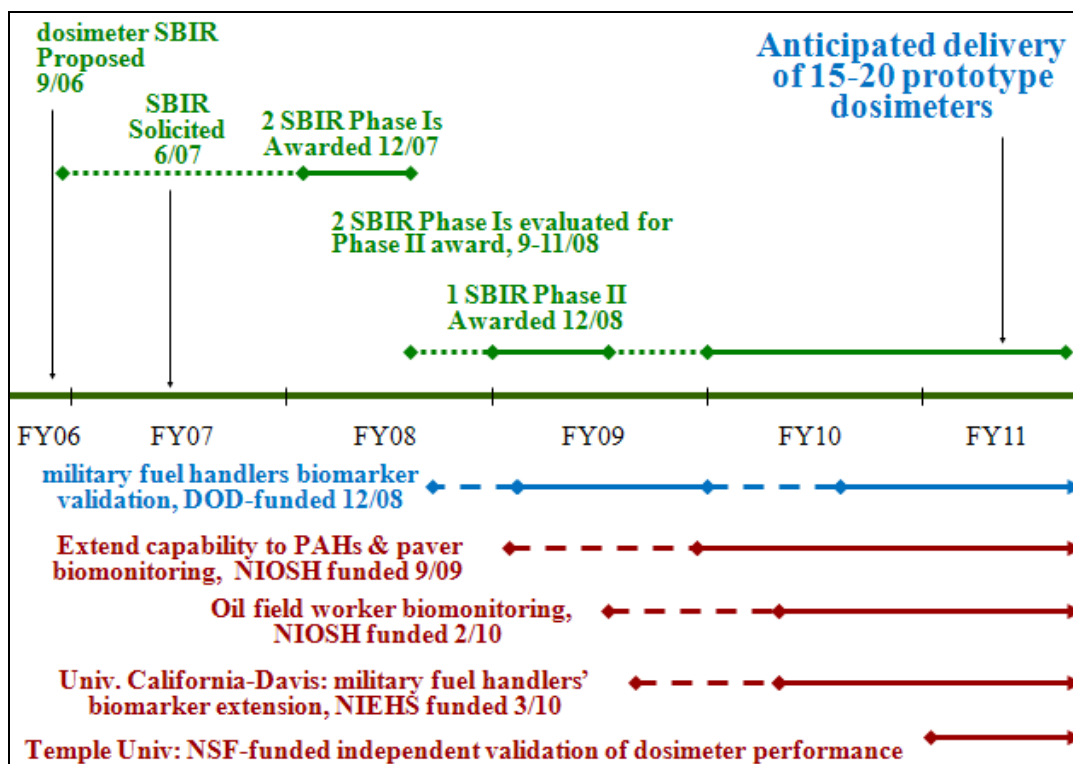 dosimeter SBIR
Proposed
9/06
SBIR
Solicited
6/07
2 SBIR Phase Is
Awarded 12/07
Anticipated delivery
of 15-20 prototype
dosimeters
2 SBIR Phase Is evaluated for
Phase II award, 9-11/08
1 SBIR Phase II
Awarded 12/08
FY06 FY07 FY08 FY09 FY10 FY11
military fuel handlers biomarker
validation, DOD-funded 12/08
Extend capability to PAHs & paver
biomonitoring, NIOSH funded 9/09
Oil field worker biomonitoring,
NIOSH funded 2/10
Univ. California-Davis: military fuel handlers’
biomarker extension, NIEHS funded 3/10
Temple Univ: NSF-funded independent validation of dosimeter performance